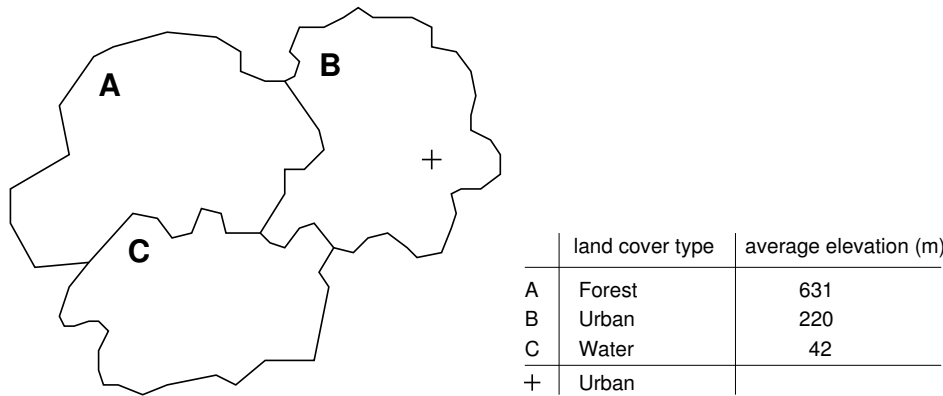 A
B
C
land cover type average elevation (m)
A Forest 631
B Urban 220
C Water 42
+ Urban